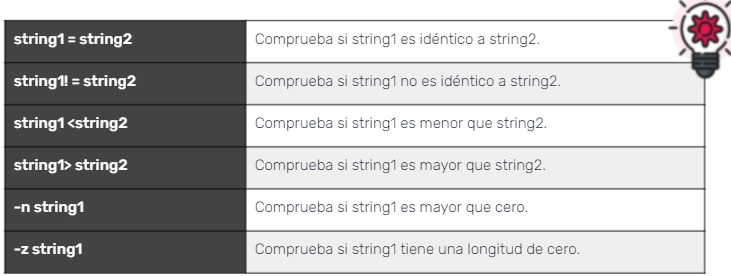 string1 = string2 Comprueba si string1 es idéntico a string2.
string1! = string2 Comprueba si string1 no es idéntico a string2.
string1 <string2 Comprueba si string1 es menor que string2.
string1> string2 Comprueba si string1 es mayor que string2.
-n string1 Comprueba si string1 es mayor que cero.
-z string1 Comprueba si string1 tiene una longitud de cero.